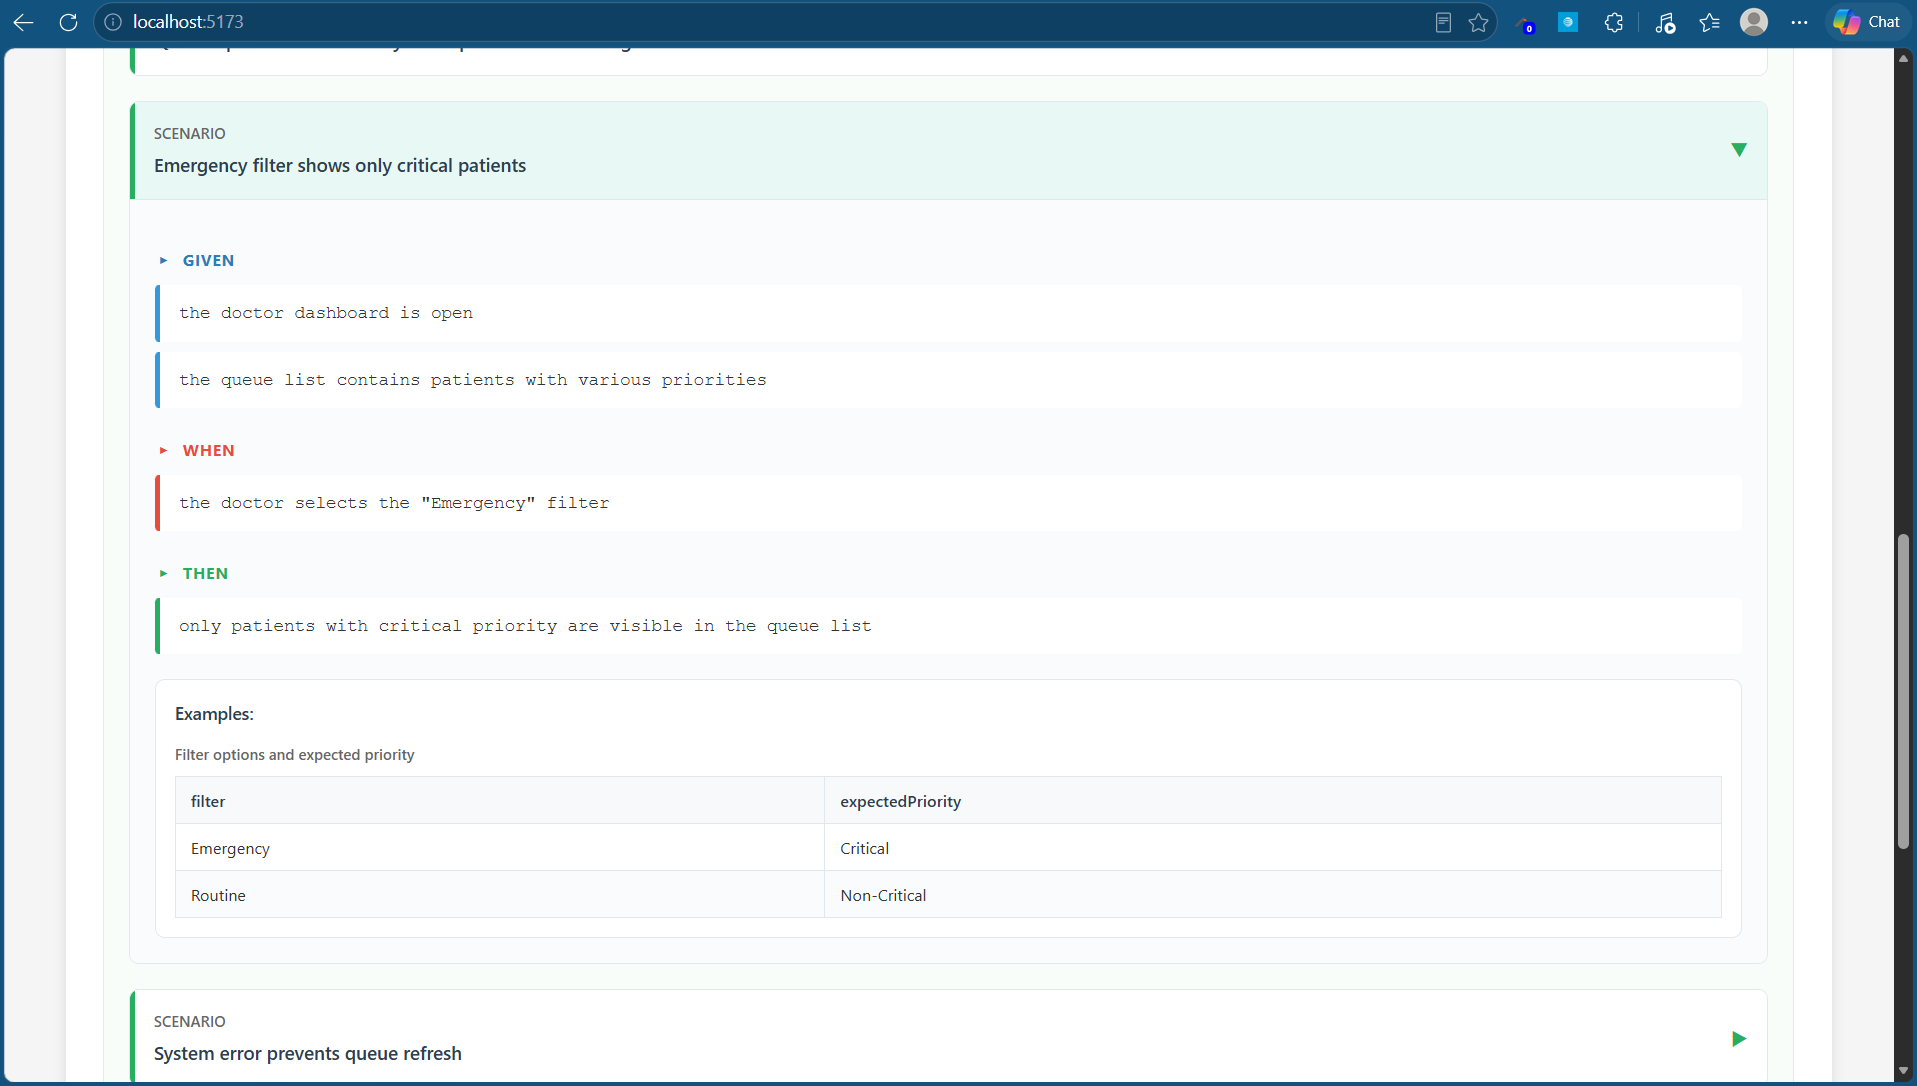 localhost:5173
0
Chat
SCENARIO
Emergency filter shows only critical patients
GIVEN
the doctor dashboard is open
the queue list contains patients with various priorities
WHEN
the doctor selects the "Emergency" filter
THEN
only patients with critical priority are visible in the queue list
Examples:
Filter options and expected priority
filter expectedPriority
Emergency Critical
Routine Non-Critical
SCENARIO
System error prevents queue refresh